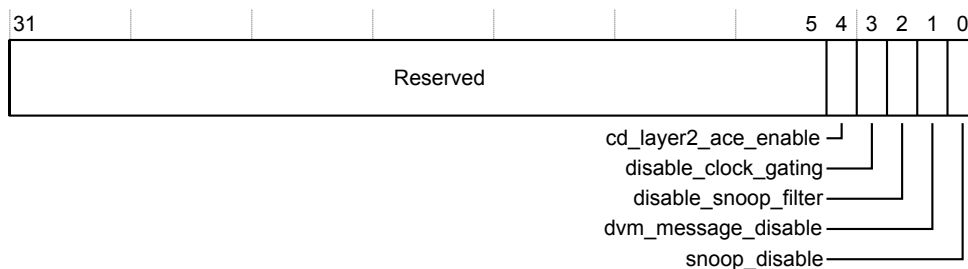 31 5 4 3 2 1 0
Reserved
cd_layer2_ace_enable
disable_clock_gating
disable_snoop_filter
dvm_message_disable
snoop_disable